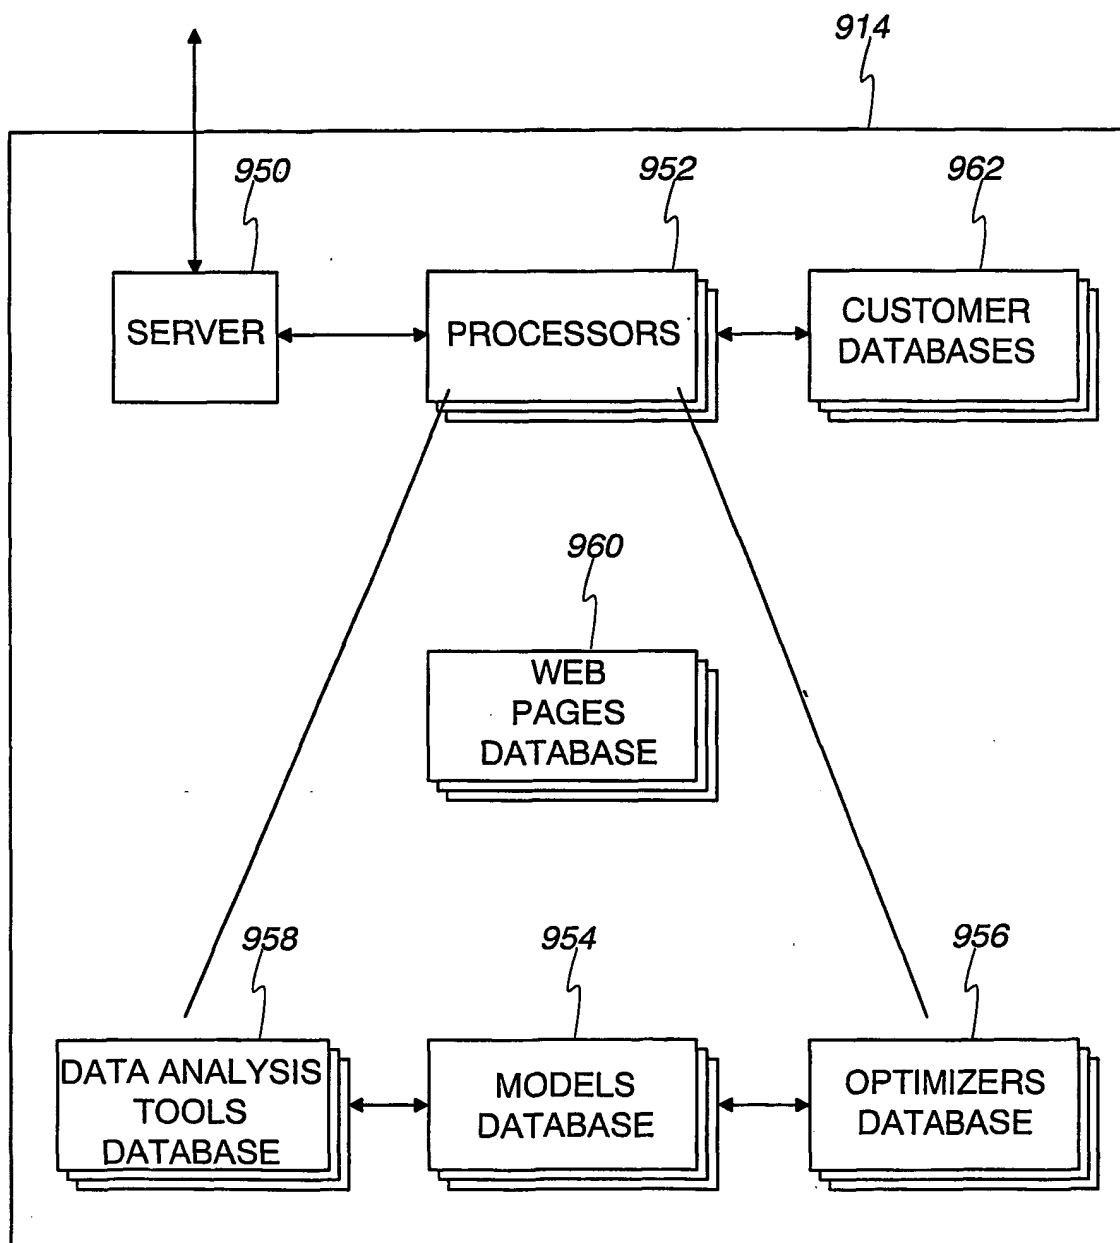 914
950
952
962
SERVER
PROCESSORS
CUSTOMER
DATABASES
960
WEB
PAGES
DATABASE
958
954
956
DATA ANALYSIS
TOOLS
DATABASE
MODELS
DATABASE
OPTIMIZERS
DATABASE